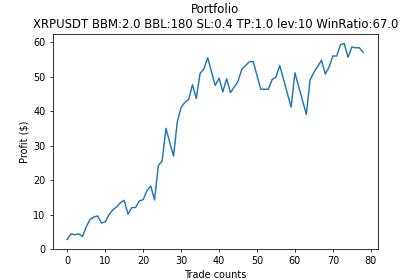 Portfolio
XRPUSDT BBM:2.0 BBL:180 SL:0.4 TP:1.0 lev:10 WinRatio:67.0
60
50
40
30
20
10
0
Profit ($)
0 10 20 30 40 50 60 70 80
Trade counts